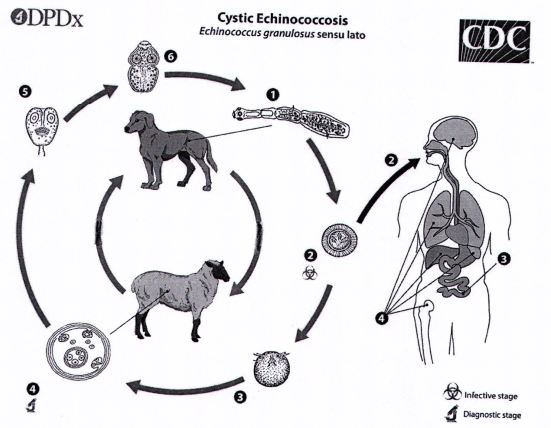 DPDx
Cystic Echinococcosis
Echinococcus granulosus sensu lato
CDC
6
5
1
2
2
3
4
4
3
Infective stage
Diagnostic stage